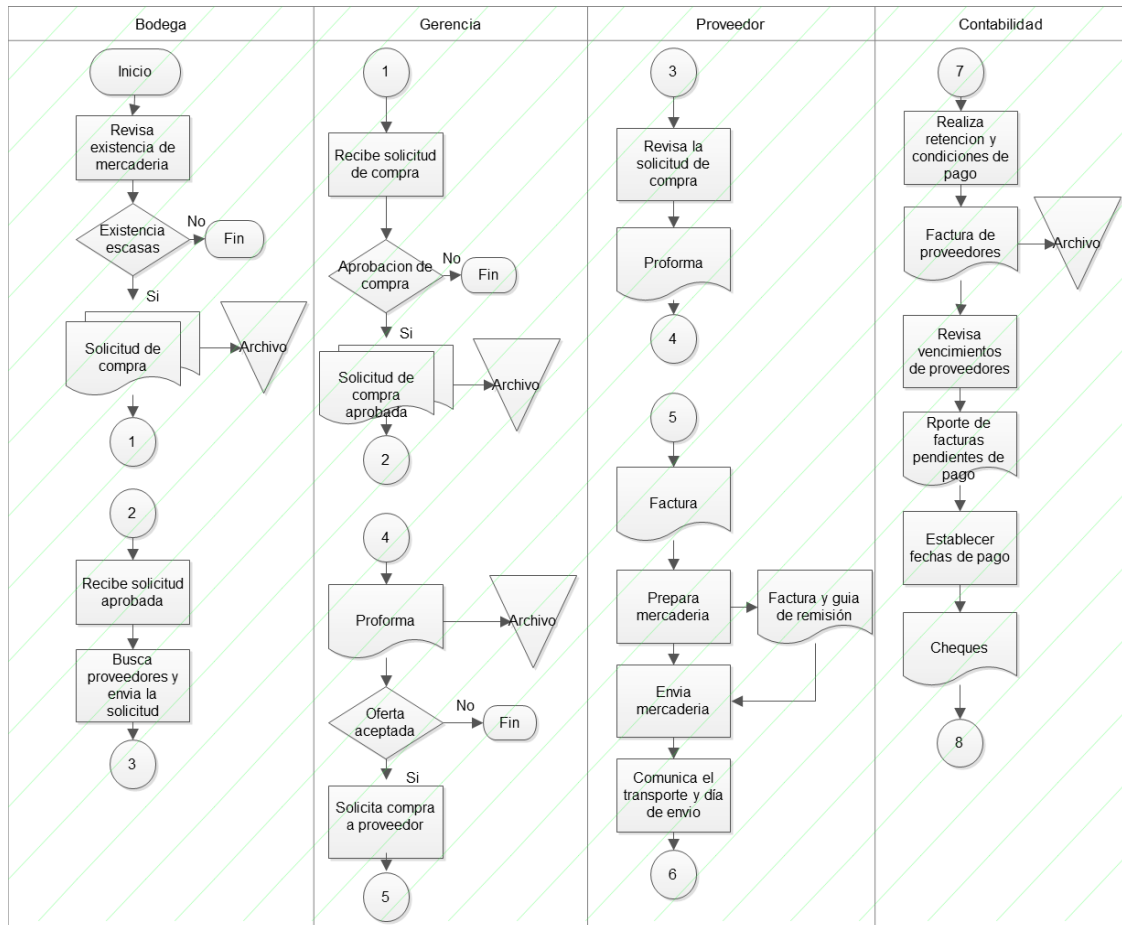 Bodega
Inicio
Revisa
existencia de
mercaderia
Existencia
escasas
No
Fin
Si
Solicitud de
compra
Archivo
1
2
Recibe solicitud
aprobada
Busca
proveedores y
envia la
solicitud
3
Gerencia
1
Recibe solicitud
de compra
Aprobacion de
compra
No
Fin
Si
Solicitud de
compra
aprobada
Archivo
2
4
Proforma
Archivo
Oferta
aceptada
No
Fin
Si
Solicita compra
a proveedor
5
Proveedor
3
Revisa la
solicitud de
compra
Proforma
4
5
Factura
Prepara
mercaderia
Factura y guia
de remisión
Envia
mercaderia
Comunica el
transporte y día
de envio
6
Contabilidad
7
Realiza
retencion y
condiciones de
pago
Factura de
proveedores
Archivo
Revisa
vencimientos
de proveedores
Rporte de
facturas
pendientes de
pago
Establecer
fechas de pago
Cheques
8